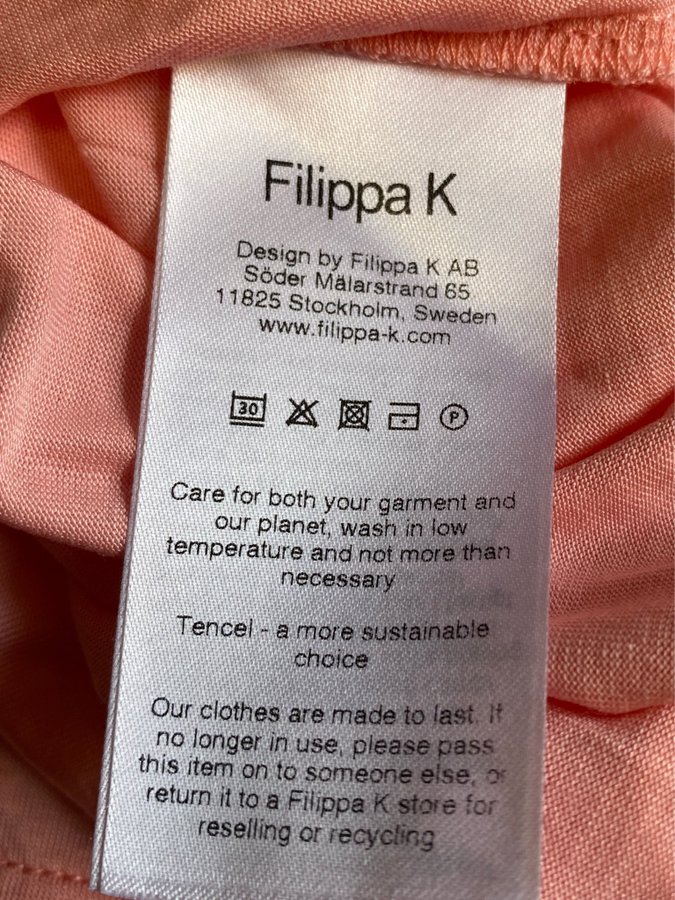 Filippa K
Design by Filippa K AB
Söder Mälarstrand 65
11825 Stockholm, Sweden
www.filippa-k.com
30 P
Care for both your garment and
our planet, wash in low
temperature and not more than
necessary
Tencel - a more sustainable
choice
Our clothes are made to last. If
no longer in use, please pass
this item on to someone else, or
return it to a Filippa K store for
reselling or recycling